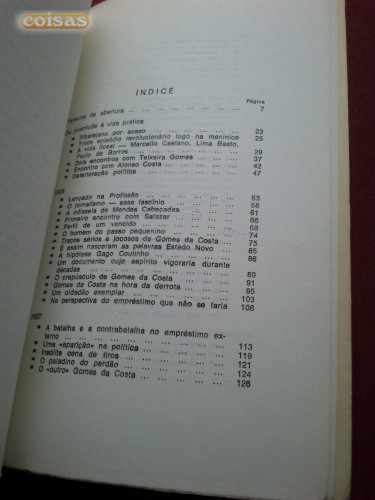 coisas
ÍNDICE
Página
Palavras de abertura ... 7
Da juventude à vida prática
• Albatejano por acaso ... 23
• Triste episódio revolucionário logo na meninice 25
• A vida liceal — Marcello Caetano, Lima Basto,
Paulo de Barros ... 29
• Dois encontros com Teixeira Gomes ... 37
• Encontro com Afonso Costa ... 42
• Deterioração política ... 47
1926
• Lançado na Profissão ... 53
• O jornalismo — esse fascínio ... 58
• A odisseia de Mendes Cabeçadas ... 61
• Primeiro encontro com Salazar ... 66
• Perfil de um vencido ... 68
• O homem do passo pequenino ... 74
• Traços sérios e jocosos de Gomes da Costa ... 75
• E assim nasceram as palavras Estado Novo ... 85
• A hipótese Gago Coutinho ... 86
• Um documento cujo espírito vigoraria durante
décadas ... 89
• O crepúsculo de Gomes da Costa ... 91
• Gomes da Costa na hora da derrota ... 95
• Um cidadão exemplar ... 103
• Na perspectiva do empréstimo que não se faria 106
1927
• A batalha e a contrabatalha no empréstimo ex-
terno ... 113
• Uma «aparição» na política ... 119
• Insólita cena de tiros ... 121
• O paladino do perdão ... 124
• O «outro» Gomes da Costa ... 126